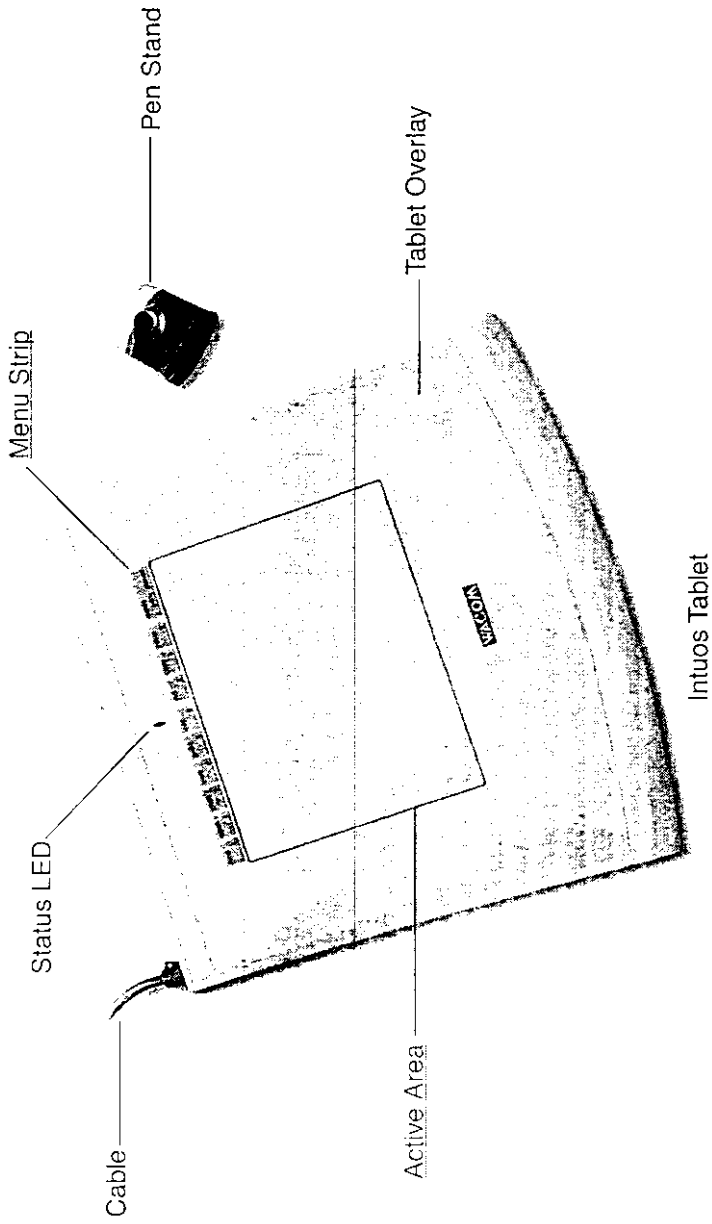 Cable
Status LED
Menu Strip
Pen Stand
Active Area
WACOM
Tablet Overlay
Intuos Tablet